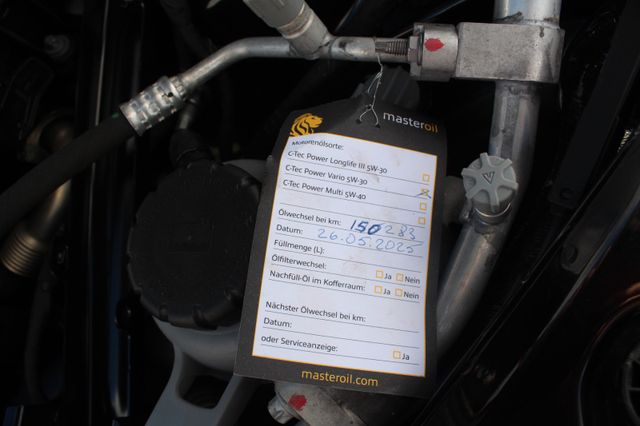 masteroil
Motorenölsorte:
C-Tec Power Longlife III 5W-30
C-Tec Power Vario 5W-30
C-Tec Power Multi 5W-40
Ölwechsel bei km: 150283
Datum: 26.05.2025
Füllmenge (L):
Ölfilterwechsel: Ja Nein
Nachfüll-Öl im Kofferraum: Ja Nein
Nächster Ölwechsel bei km:
Datum:
oder Serviceanzeige: Ja
masteroil.com